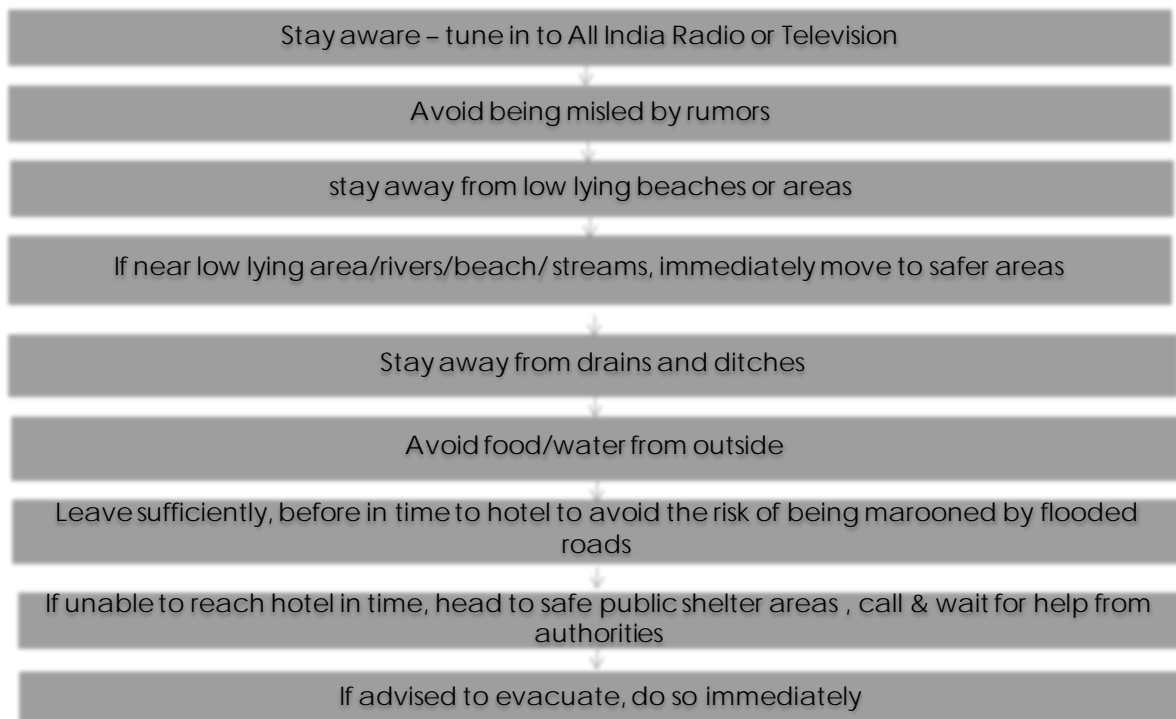 Stay aware – tune in to All India Radio or Television
Avoid being misled by rumors
stay away from low lying beaches or areas
If near low lying area/rivers/beach/ streams, immediately move to safer areas
Stay away from drains and ditches
Avoid food/water from outside
Leave sufficiently, before in time to hotel to avoid the risk of being marooned by flooded
roads
If unable to reach hotel in time, head to safe public shelter areas , call & wait for help from
authorities
If advised to evacuate, do so immediately